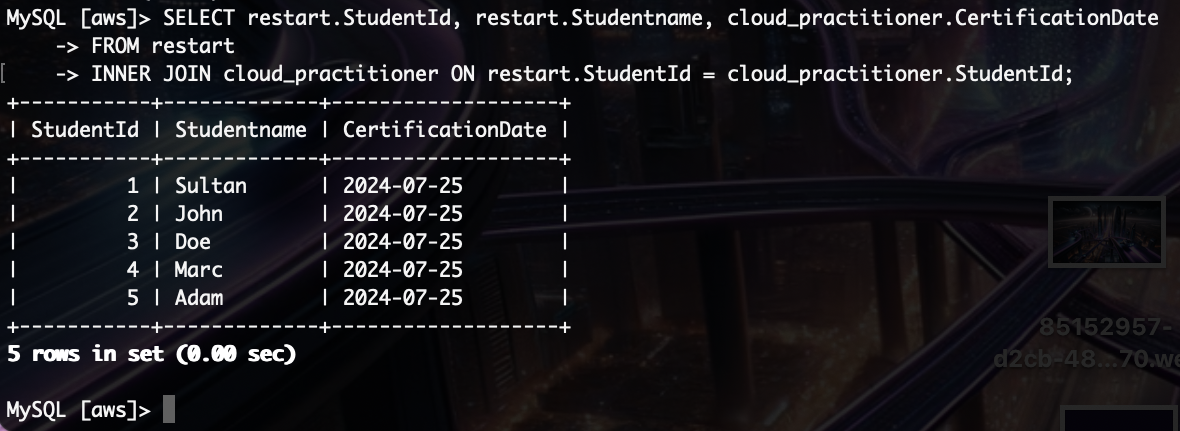 MySQL [aws]> SELECT restart.StudentId, restart.Studentname, cloud_practitioner.CertificationDate
    -> FROM restart
[    -> INNER JOIN cloud_practitioner ON restart.StudentId = cloud_practitioner.StudentId;
+-----------+-------------+-------------------+
| StudentId | Studentname | CertificationDate |
+-----------+-------------+-------------------+
|         1 | Sultan      | 2024-07-25        |
|         2 | John        | 2024-07-25        |
|         3 | Doe         | 2024-07-25        |
|         4 | Marc        | 2024-07-25        |
|         5 | Adam        | 2024-07-25        |
+-----------+-------------+-------------------+
5 rows in set (0.00 sec)
85152957-
d2cb-48...70.we
MySQL [aws]>